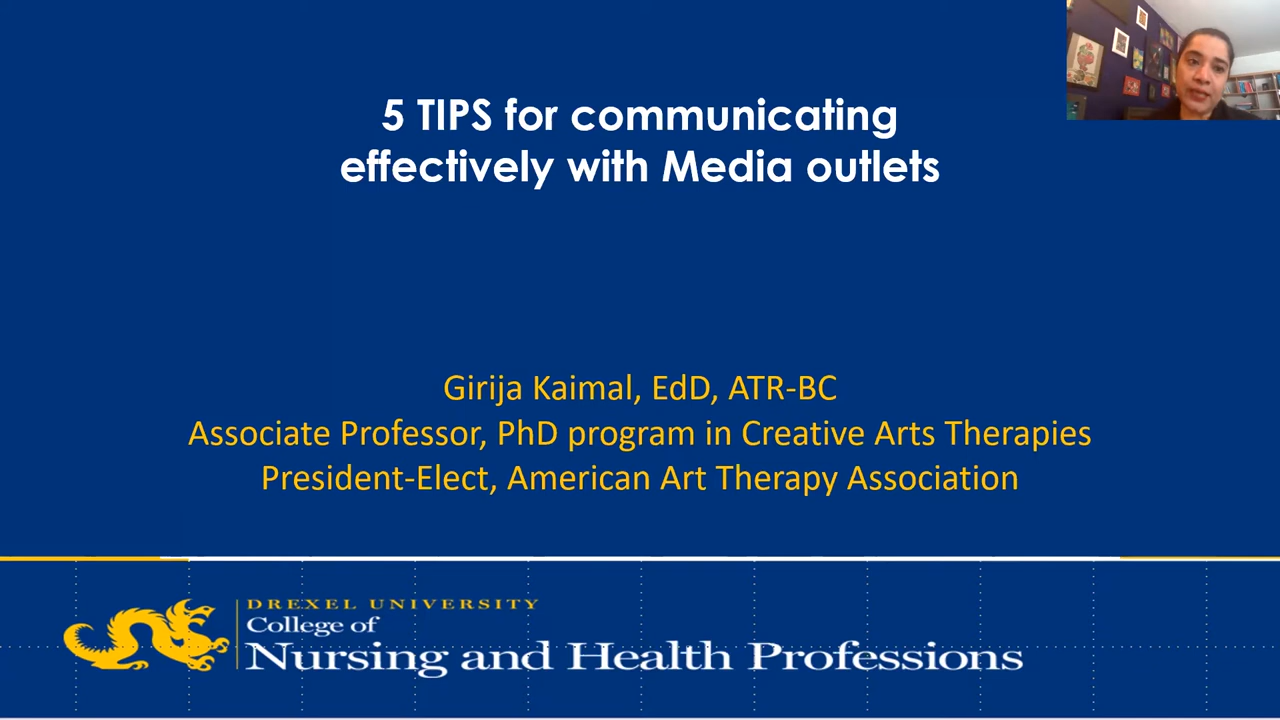 5 TIPS for communicating
effectively with Media outlets
Girija Kaimal, EdD, ATR-BC
Associate Professor, PhD program in Creative Arts Therapies
President-Elect, American Art Therapy Association
DREXEL UNIVERSITY
College of
Nursing and Health Professions